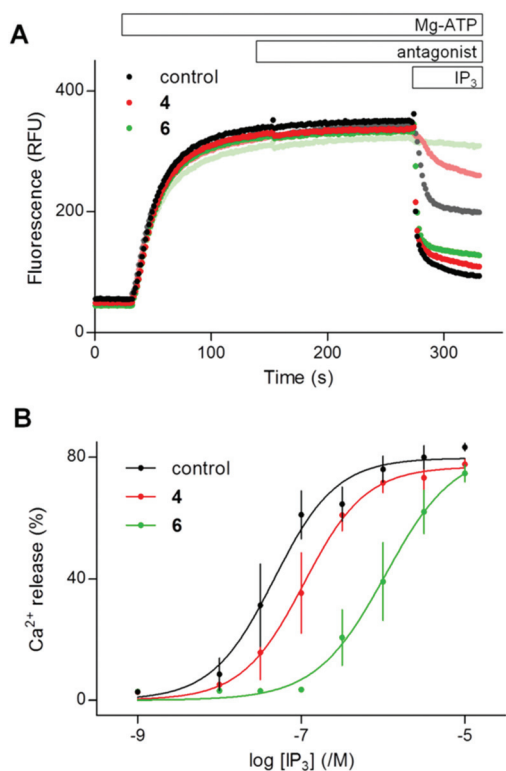 A
Mg-ATP
antagonist
IP3
control
4
6
Fluorescence (RFU)
400
200
0
0 100 200 300
Time (s)
B
control
4
6
Ca2+ release (%)
80
40
0
-9 -7 -5
log [IP3] (/M)